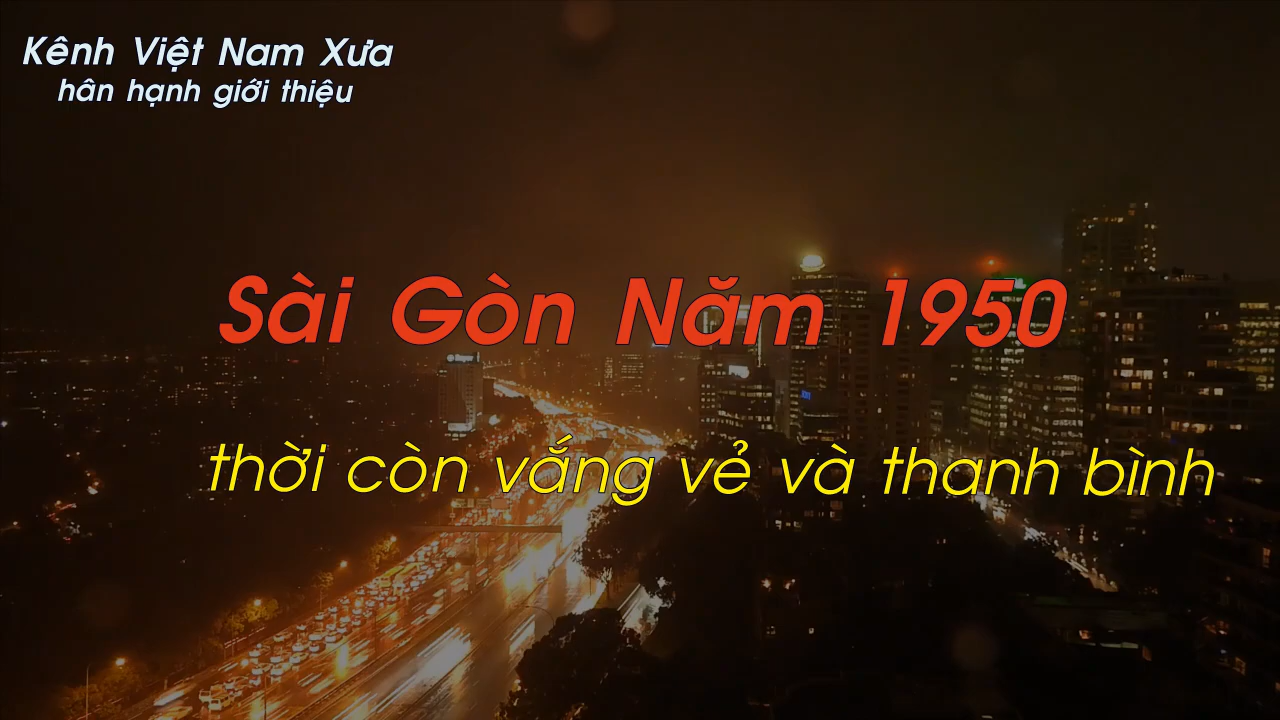 Kênh Việt Nam Xưa
hân hạnh giới thiệu
Sài Gòn Năm 1950
thời còn vắng vẻ và thanh bình